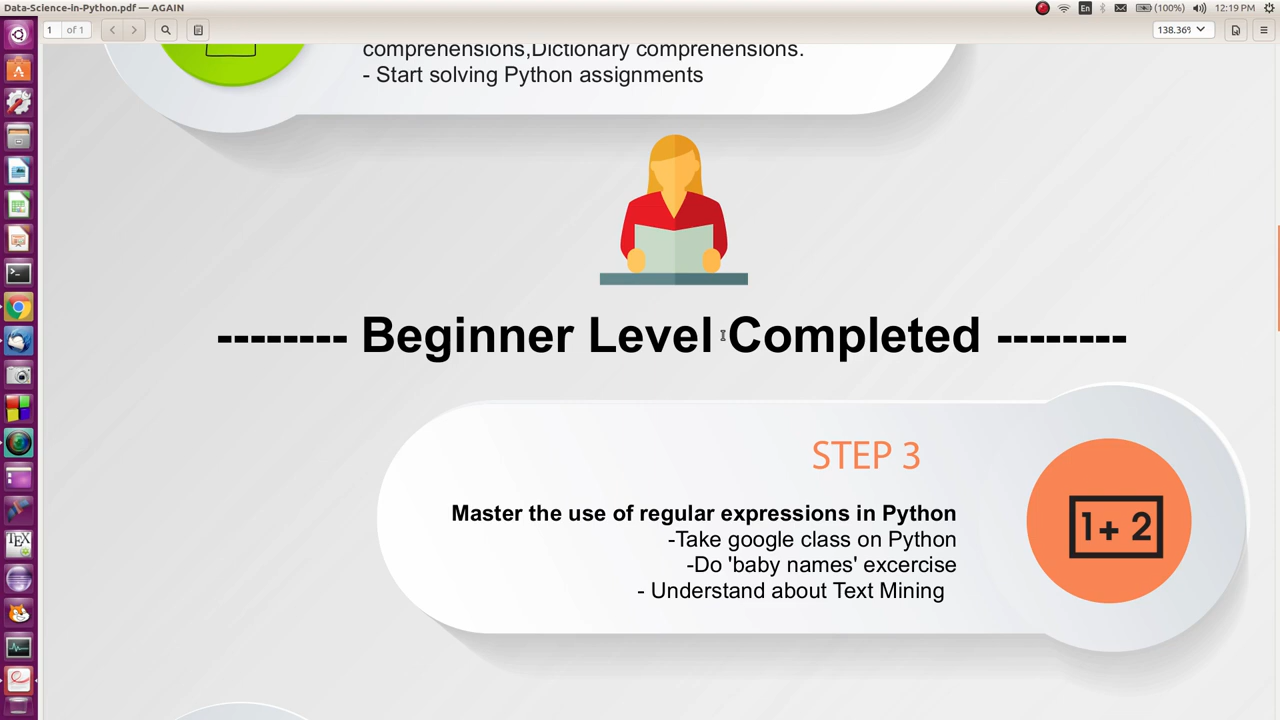 Data-Science-In-Python.pdf — AGAIN
En
(100%)
12:19 PM
1
of 1
138.36%
comprehensions,Dictionary comprehensions.
- Start solving Python assignments
-------- Beginner Level Completed --------
STEP 3
Master the use of regular expressions in Python
-Take google class on Python
-Do 'baby names' excercise
- Understand about Text Mining
1+ 2
TEX